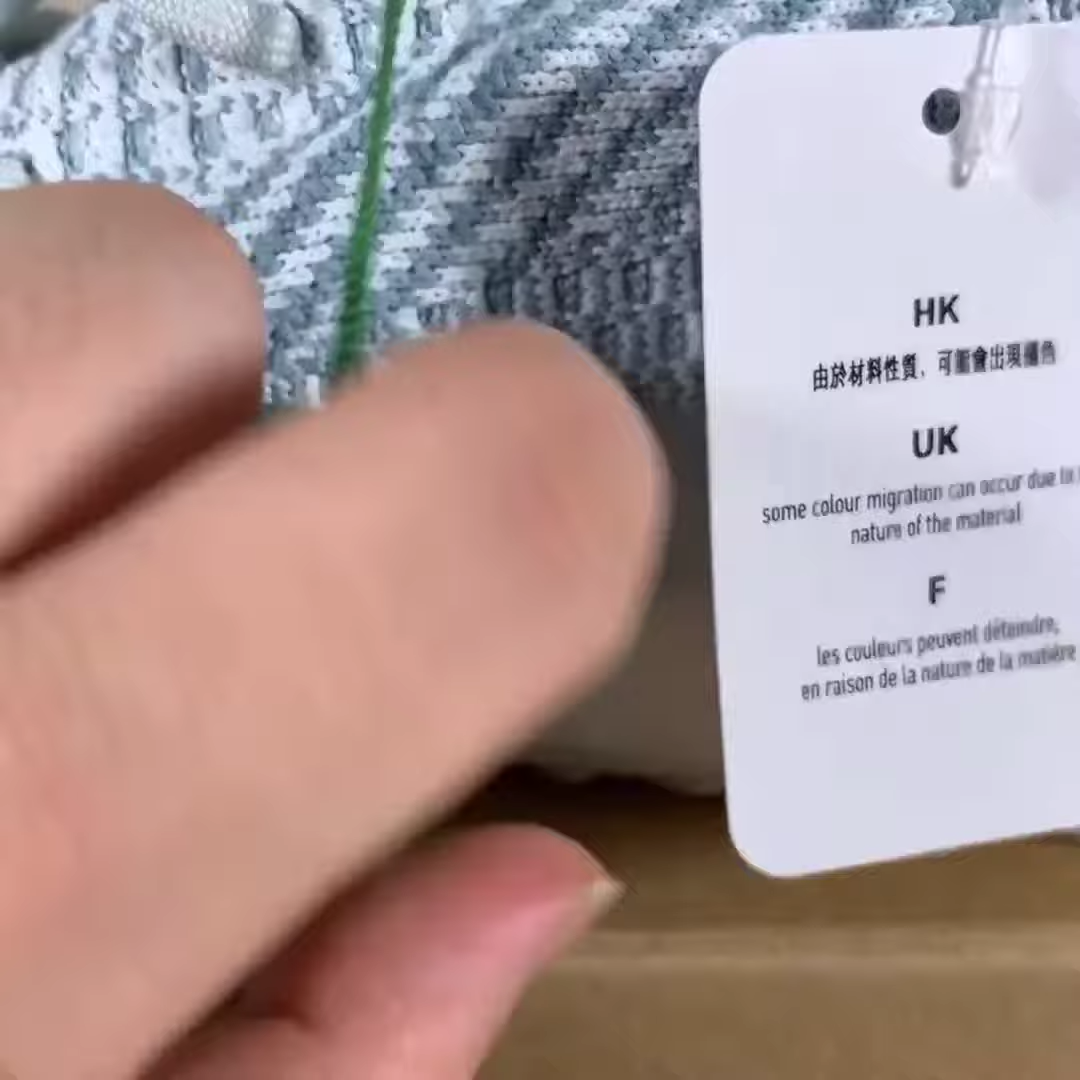 HK
由於材料性質，可能會出現褪色
UK
some colour migration can occur due to
nature of the material
F
les couleurs peuvent déteindre,
en raison de la nature de la matière